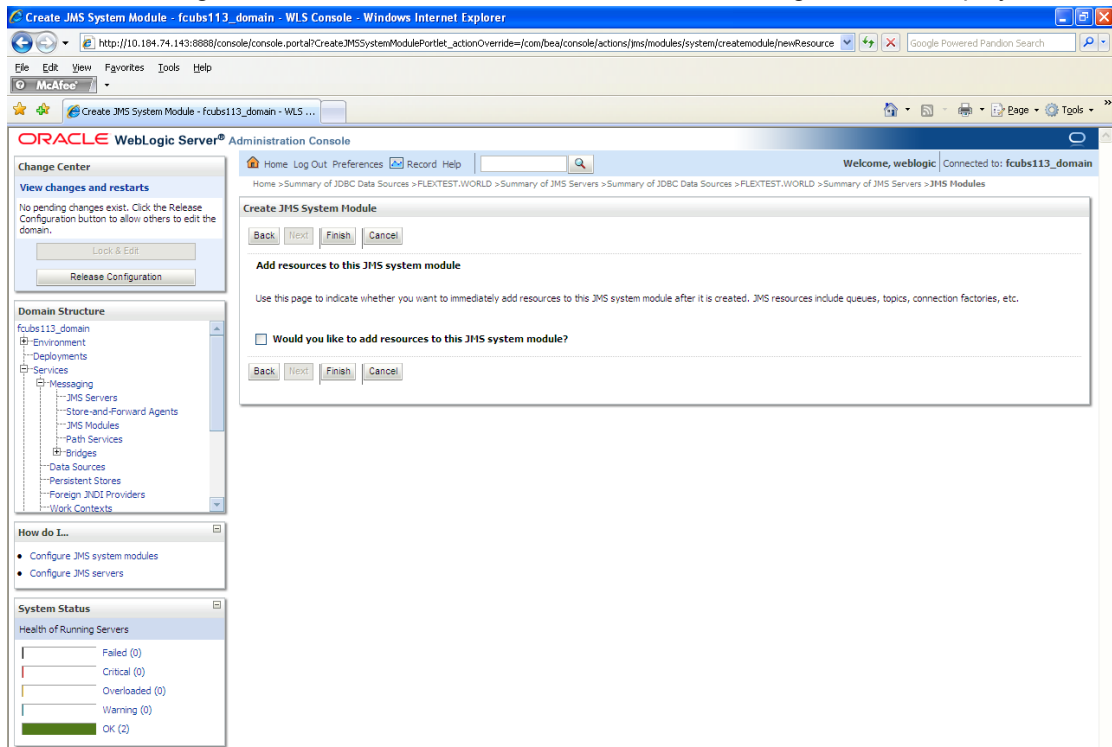 Create JMS System Module - fcubs113_domain - WLS Console - Windows Internet Explorer
http://10.184.74.143:8888/console/console.portal?CreateJMSSystemModulePortlet_actionOverride=/com/bea/console/actions/jms/modules/system/createmodule/newResource
Google Powered Pandion Search
File Edit View Favorites Tools Help
McAfee
Create JMS System Module - fcubs113_domain - WLS ...
Page Tools »
ORACLE WebLogic Server® Administration Console
Change Center
View changes and restarts
No pending changes exist. Click the Release
Configuration button to allow others to edit the
domain.
Lock & Edit
Release Configuration
Domain Structure
fcubs113_domain
Environment
Deployments
Services
Messaging
JMS Servers
Store-and-Forward Agents
JMS Modules
Path Services
Bridges
Data Sources
Persistent Stores
Foreign JNDI Providers
Work Contexts
How do I...
Configure JMS system modules
Configure JMS servers
System Status
Health of Running Servers
Failed (0)
Critical (0)
Overloaded (0)
Warning (0)
OK (2)
Home Log Out Preferences Record Help
Welcome, weblogic Connected to: fcubs113_domain
Home >Summary of JDBC Data Sources >FLEXTEST.WORLD >Summary of JMS Servers >Summary of JDBC Data Sources >FLEXTEST.WORLD >Summary of JMS Servers >JMS Modules
Create JMS System Module
Back Next Finish Cancel
Add resources to this JMS system module
Use this page to indicate whether you want to immediately add resources to this JMS system module after it is created. JMS resources include queues, topics, connection factories, etc.
Would you like to add resources to this JMS system module?
Back Next Finish Cancel